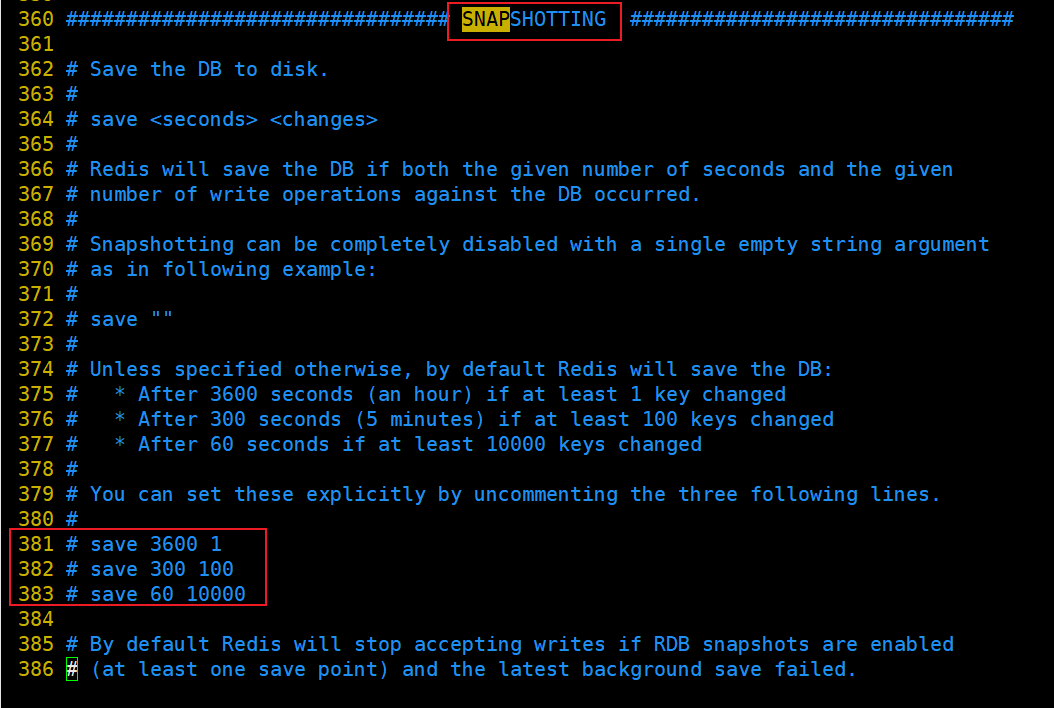 360 ################################ SNAPSHOTTING ################################
361
362 # Save the DB to disk.
363 #
364 # save <seconds> <changes>
365 #
366 # Redis will save the DB if both the given number of seconds and the given
367 # number of write operations against the DB occurred.
368 #
369 # Snapshotting can be completely disabled with a single empty string argument
370 # as in following example:
371 #
372 # save ""
373 #
374 # Unless specified otherwise, by default Redis will save the DB:
375 #   * After 3600 seconds (an hour) if at least 1 key changed
376 #   * After 300 seconds (5 minutes) if at least 100 keys changed
377 #   * After 60 seconds if at least 10000 keys changed
378 #
379 # You can set these explicitly by uncommenting the three following lines.
380 #
381 # save 3600 1
382 # save 300 100
383 # save 60 10000
384
385 # By default Redis will stop accepting writes if RDB snapshots are enabled
386 # (at least one save point) and the latest background save failed.